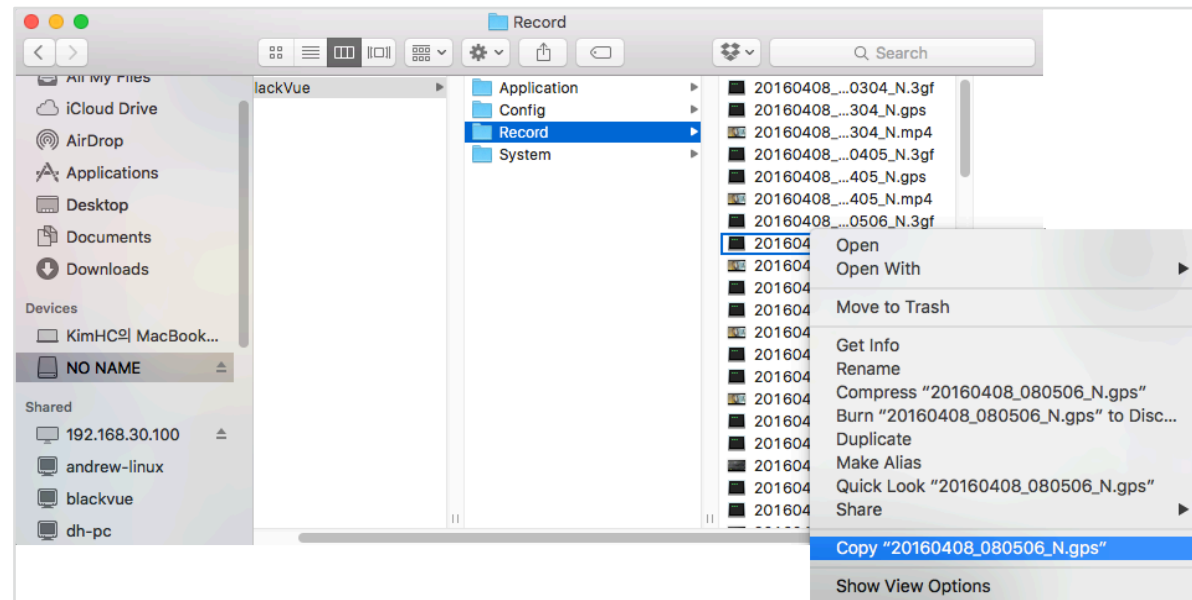 Record
Search
All My Files
iCloud Drive
AirDrop
Applications
Desktop
Documents
Downloads
Devices
KimHC의 MacBook...
NO NAME
Shared
192.168.30.100
andrew-linux
blackvue
dh-pc
lackVue
Application
Config
Record
System
20160408_...0304_N.3gf
20160408_...304_N.gps
20160408_...304_N.mp4
20160408_...0405_N.3gf
20160408_...405_N.gps
20160408_...405_N.mp4
20160408_...0506_N.3gf
201604
201604
201604
201604
201604
201604
201604
201604
201604
201604
201604
201604
201604
Open
Open With
Move to Trash
Get Info
Rename
Compress “20160408_080506_N.gps”
Burn “20160408_080506_N.gps” to Disc...
Duplicate
Make Alias
Quick Look “20160408_080506_N.gps”
Share
Copy “20160408_080506_N.gps”
Show View Options